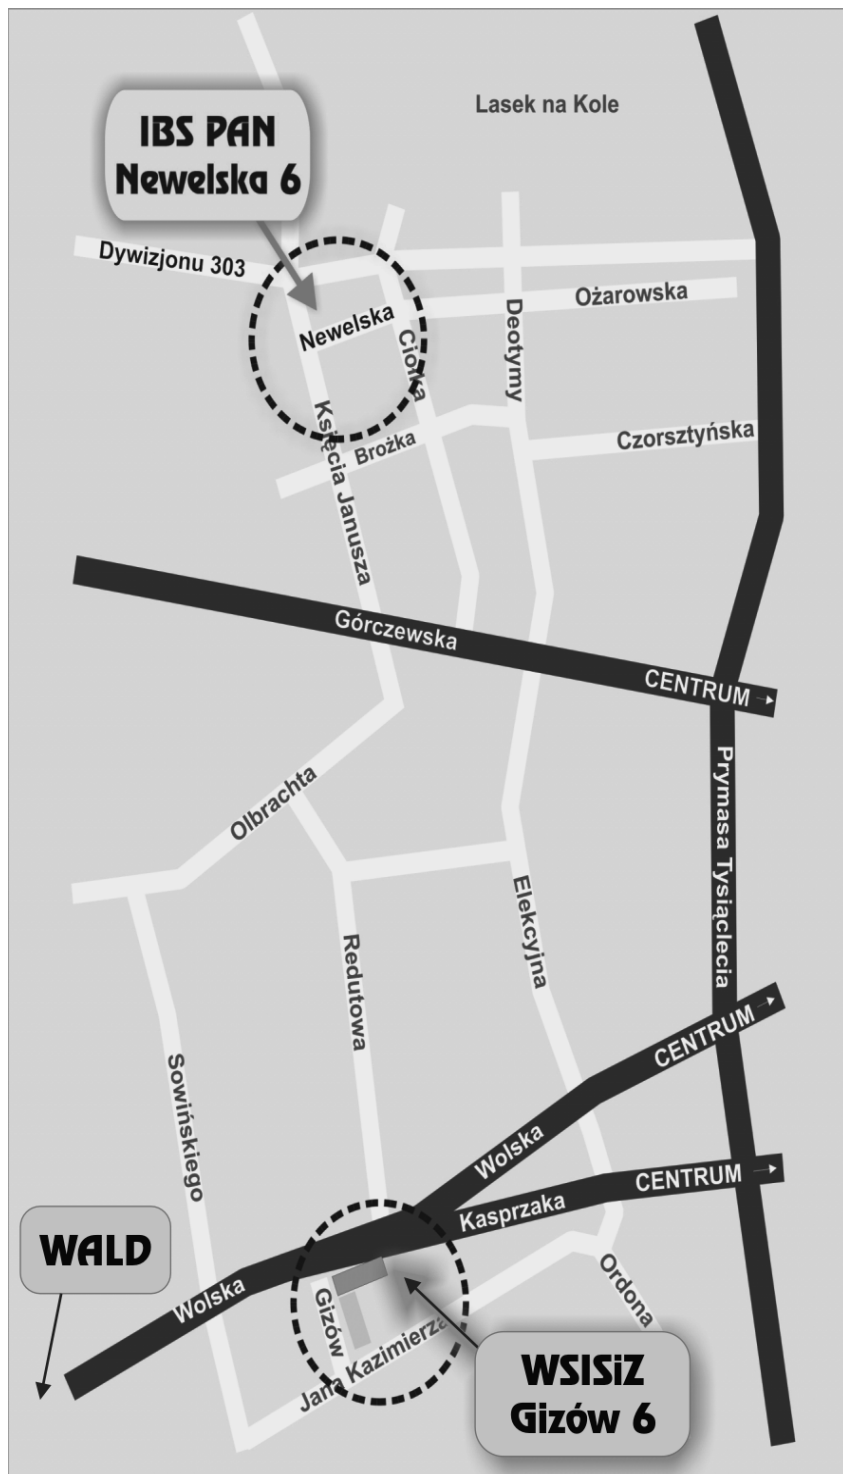 Lasek na Kole
IBS PAN
Newelska 6
Dywizjonu 303
Ożarowska
Newelska
Deotymy
Ciołka
Księcia Janusza
Brożka
Czorsztyńska
Górczewska
CENTRUM →
Prymasa Tysiąclecia
Olbrachta
Elekcyjna
Redutowa
CENTRUM →
Sowińskiego
Wolska
CENTRUM →
Kasprzaka
WALD
Wolska
Gizów
Ordona
Jana Kazimierza
WSISiZ
Gizów 6